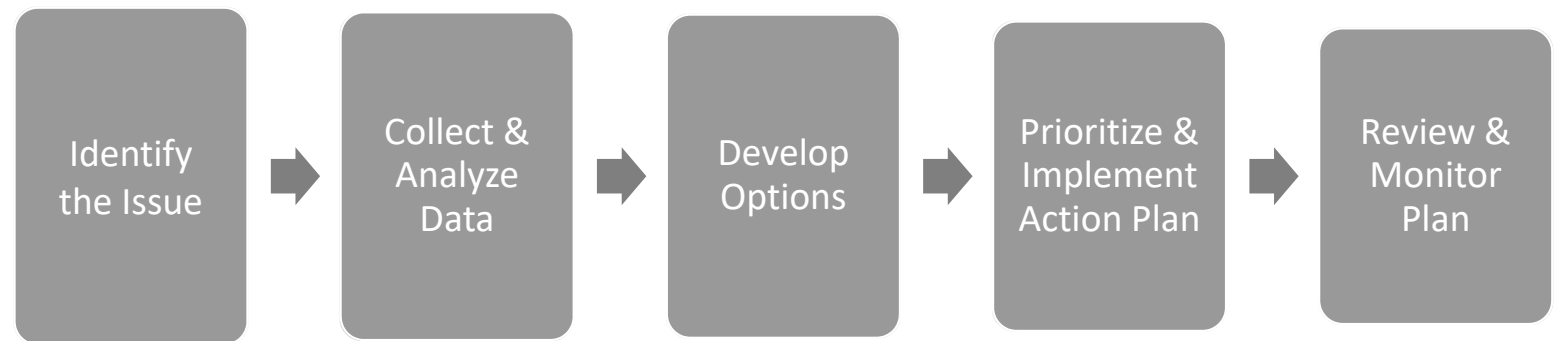 Identify
the Issue
Collect &
Analyze
Data
Develop
Options
Prioritize &
Implement
Action Plan
Review &
Monitor
Plan